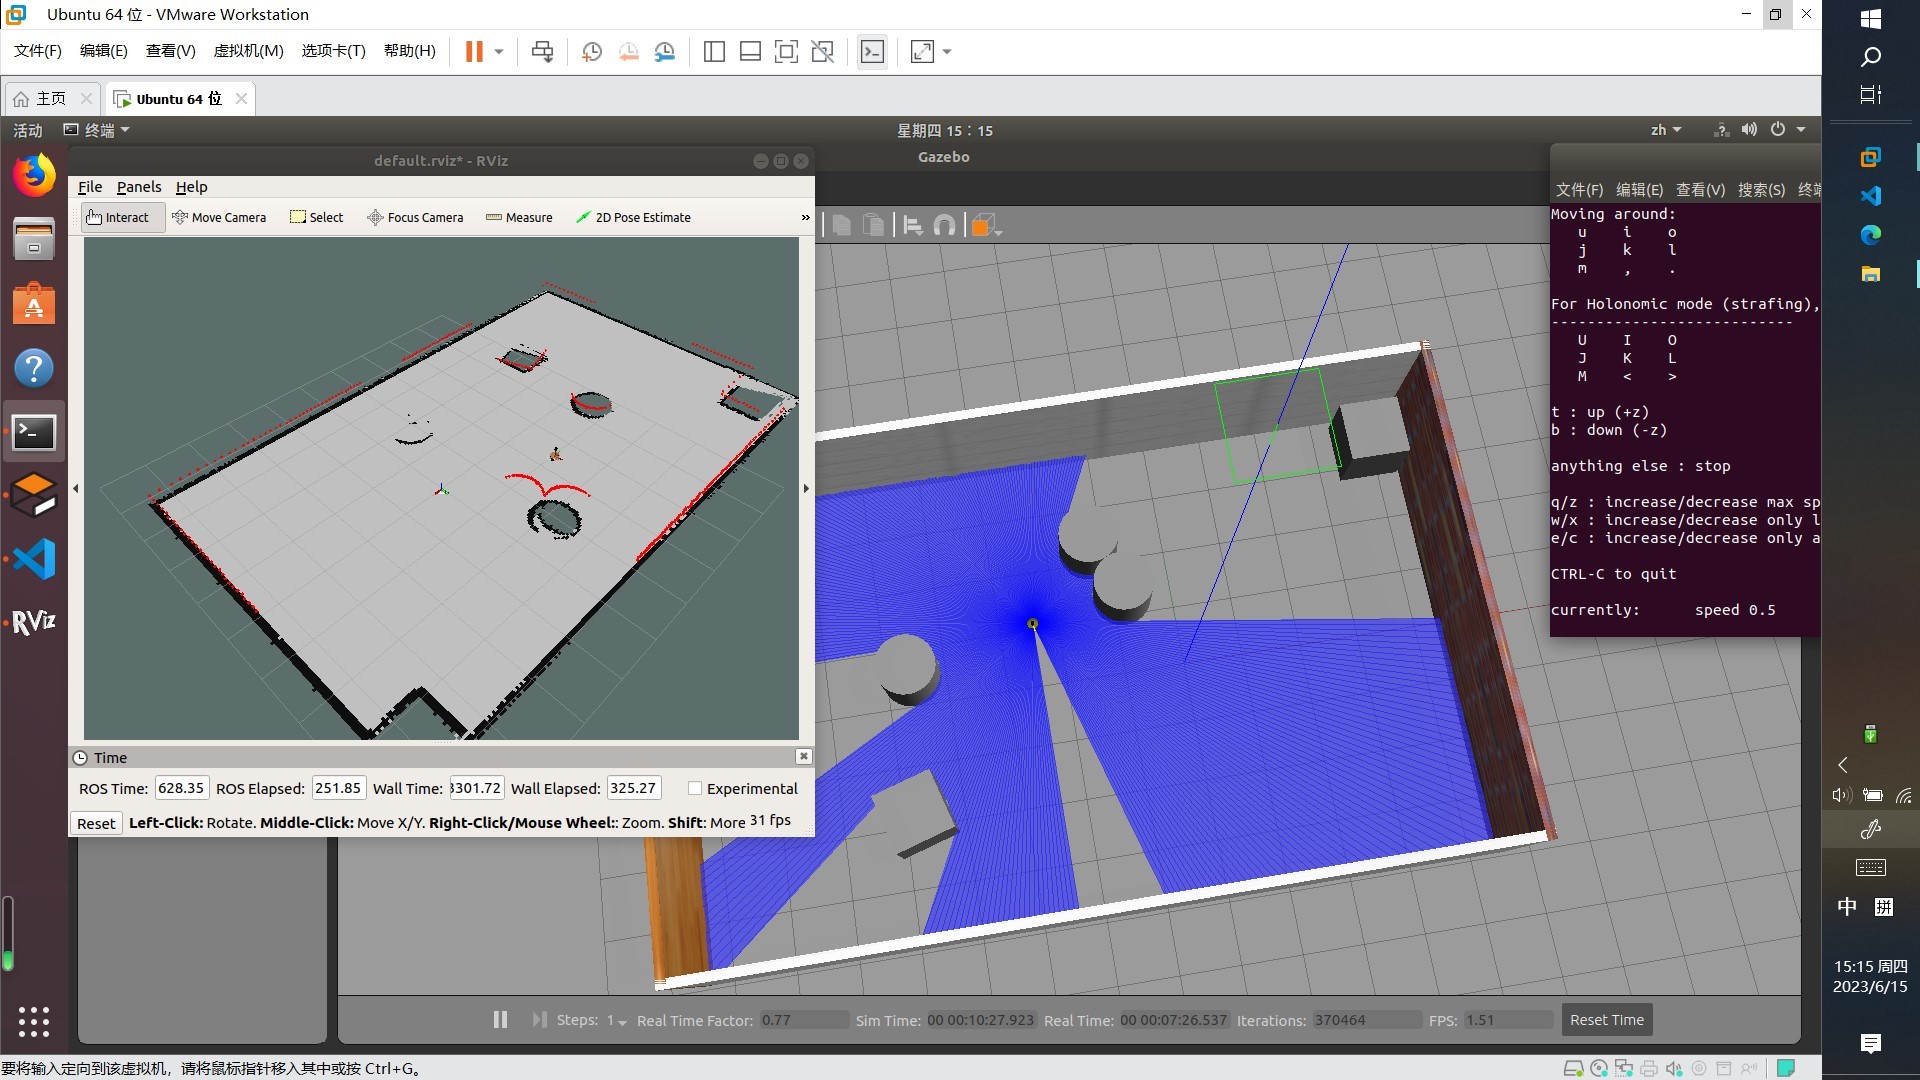 Ubuntu 64 位 - VMware Workstation
文件(F) 编辑(E) 查看(V) 虚拟机(M) 选项卡(T) 帮助(H)
主页
Ubuntu 64 位
活动
终端
星期四 15：15
zh
default.rviz* - RViz
File Panels Help
Interact Move Camera Select Focus Camera Measure 2D Pose Estimate »
Time
ROS Time: 628.35 ROS Elapsed: 251.85 Wall Time: 3301.72 Wall Elapsed: 325.27 Experimental
Reset Left-Click: Rotate. Middle-Click: Move X/Y. Right-Click/Mouse Wheel:: Zoom. Shift: More 31 fps
RViz
Gazebo
Steps: 1 Real Time Factor: 0.77 Sim Time: 00 00:10:27.923 Real Time: 00 00:07:26.537 Iterations: 370464 FPS: 1.51 Reset Time
文件(F) 编辑(E) 查看(V) 搜索(S) 终端
Moving around:
u i o
j k l
m , .
For Holonomic mode (strafing),
---------------------------
U I O
J K L
M < >
t : up (+z)
b : down (-z)
anything else : stop
q/z : increase/decrease max sp
w/x : increase/decrease only l
e/c : increase/decrease only a
CTRL-C to quit
currently: speed 0.5
要将输入定向到该虚拟机，请将鼠标指针移入其中或按 Ctrl+G。
中 拼
15:15 周四
2023/6/15